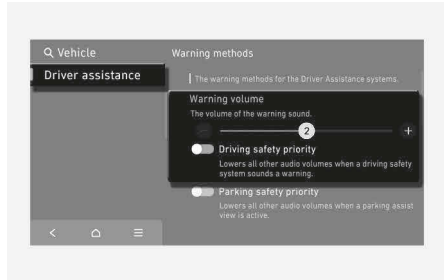 Vehicle
Warning methods
Driver assistance
The warning methods for the Driver Assistance systems.
Warning volume
The volume of the warning sound.
2
+
Driving safety priority
Lowers all other audio volumes when a driving safety
system sounds a warning.
Parking safety priority
Lowers all other audio volumes when a parking assist
view is active.